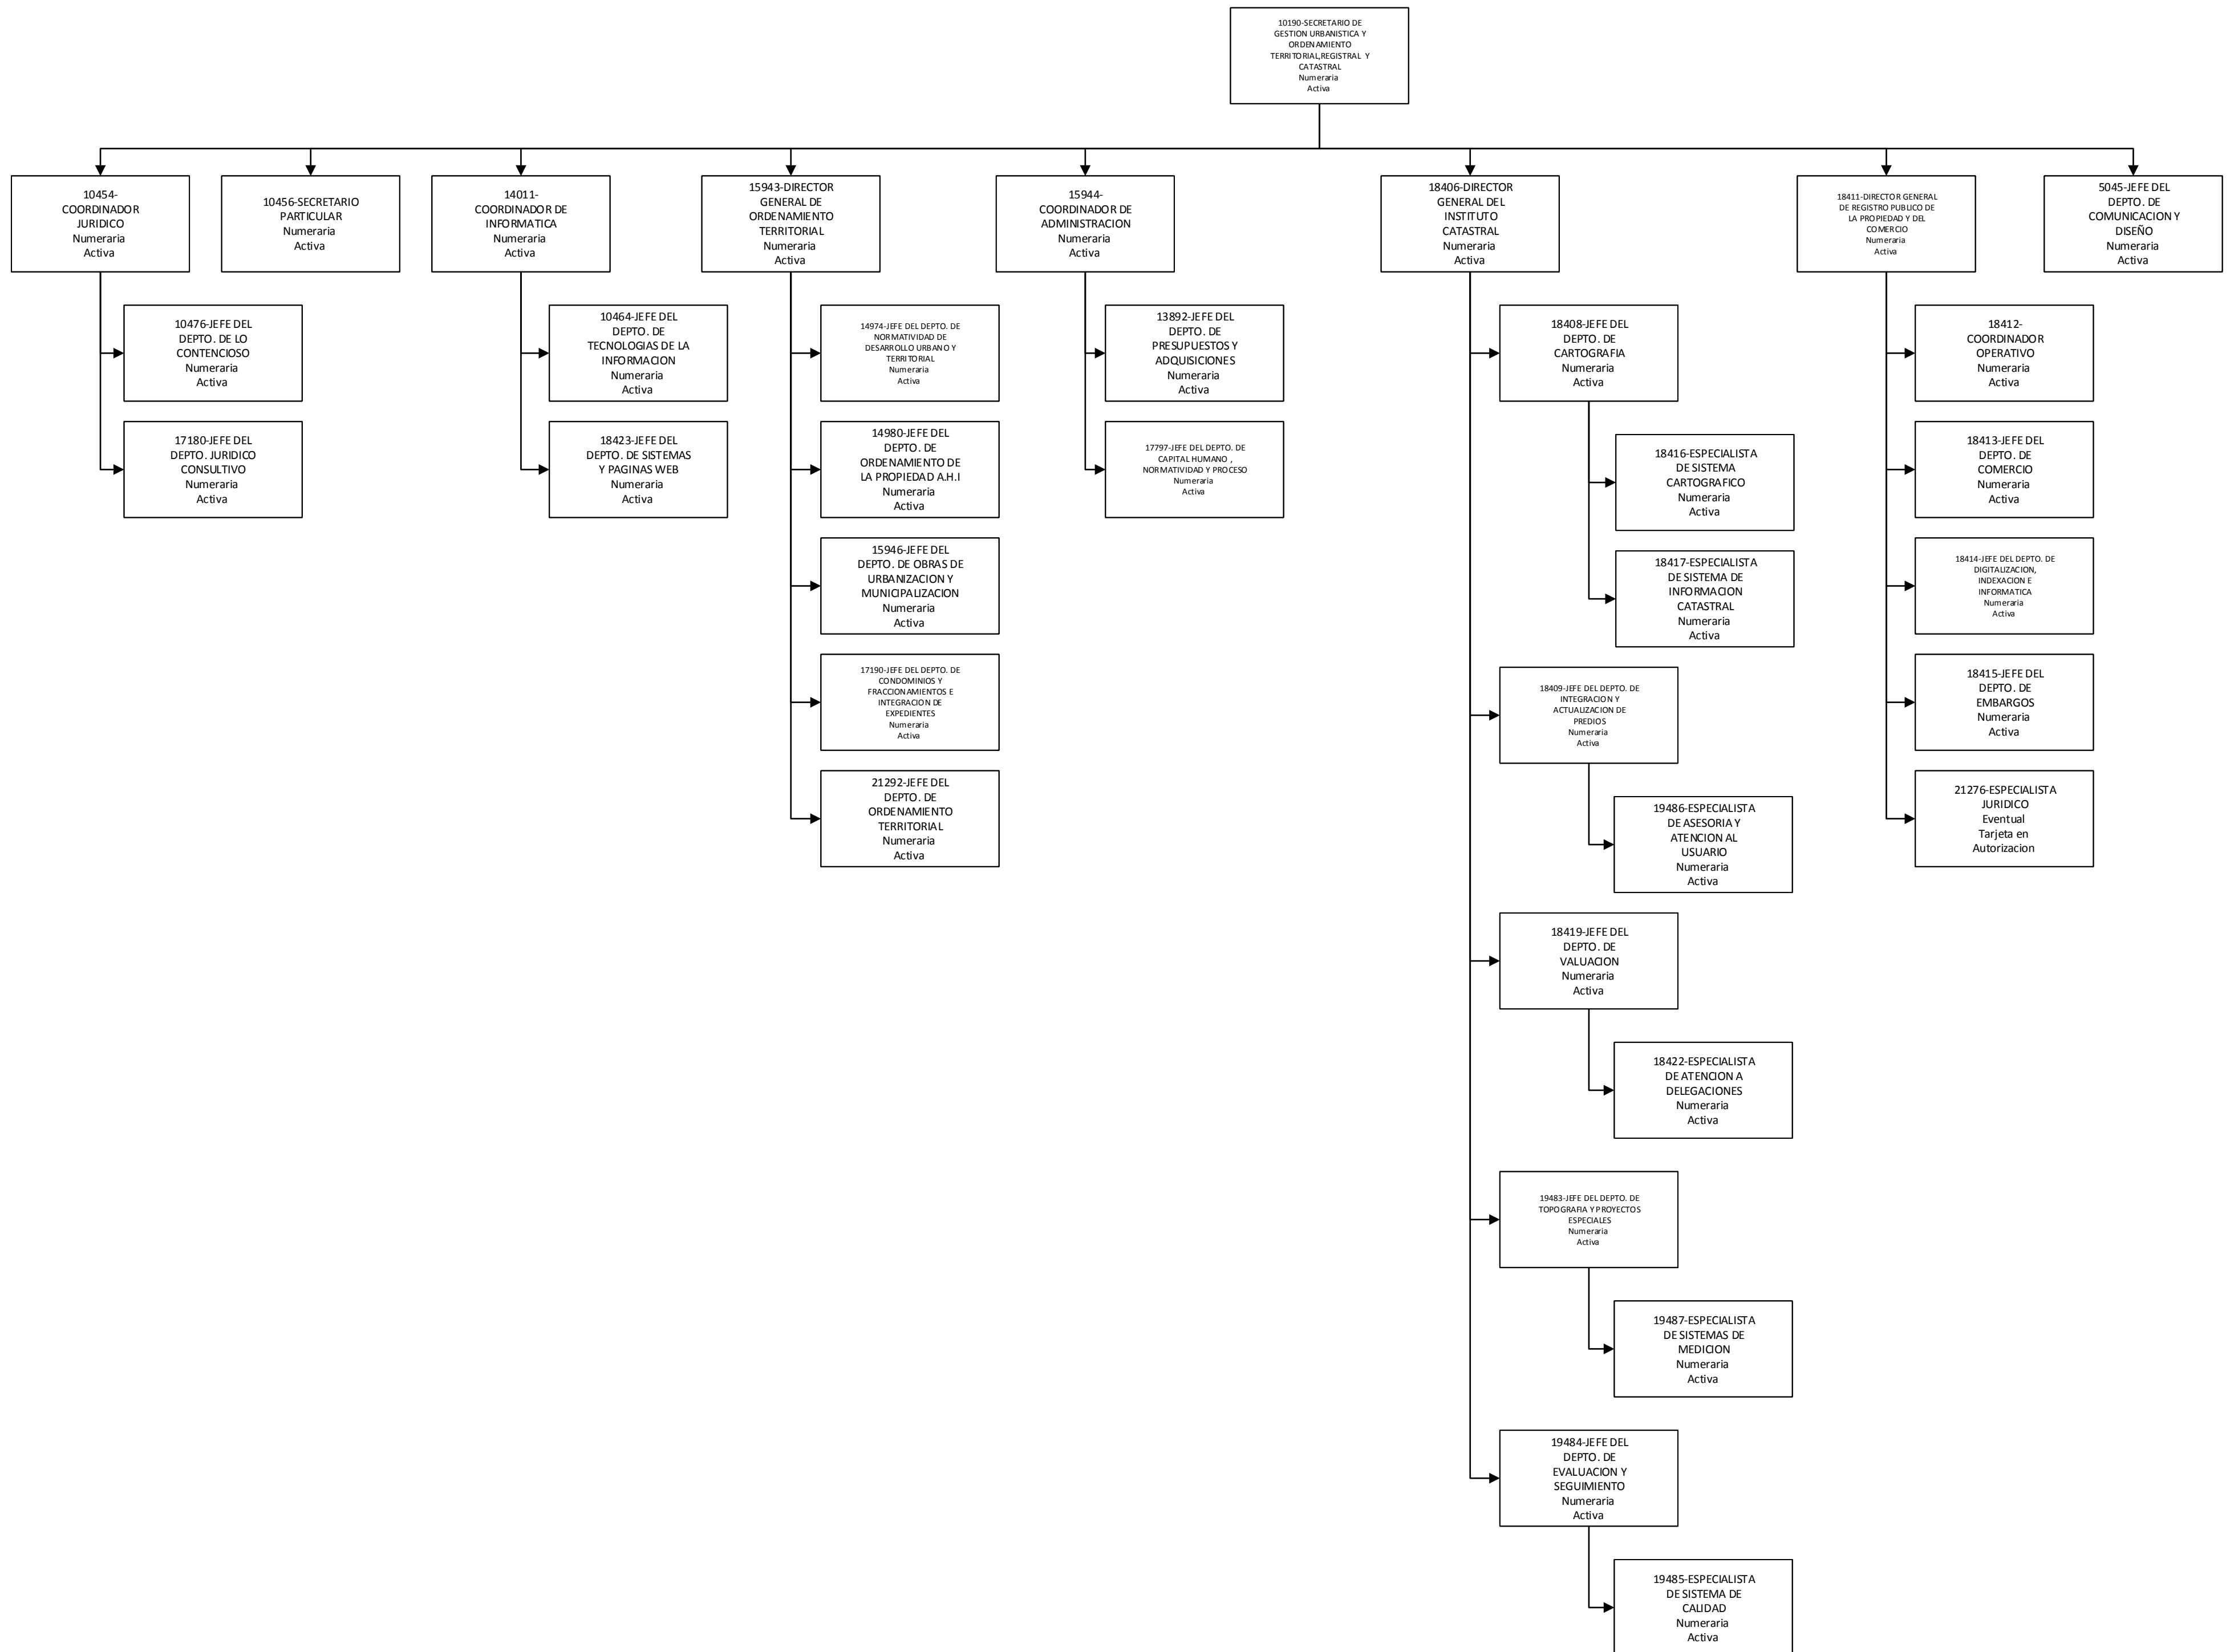 10190-SECRETARIO DE
GESTION URBANISTICA Y
ORDENAMIENTO
TERRITORIAL,REGISTRAL Y
CATASTRAL
Numeraria
Activa
10454-
COORDINADOR
JURIDICO
Numeraria
Activa
10456-SECRETARIO
PARTICULAR
Numeraria
Activa
14011-
COORDINADOR DE
INFORMATICA
Numeraria
Activa
15943-DIRECTOR
GENERAL DE
ORDENAMIENTO
TERRITORIAL
Numeraria
Activa
15944-
COORDINADOR DE
ADMINISTRACION
Numeraria
Activa
18406-DIRECTOR
GENERAL DEL
INSTITUTO
CATASTRAL
Numeraria
Activa
18411-DIRECTOR GENERAL
DE REGISTRO PUBLICO DE
LA PROPIEDAD Y DEL
COMERCIO
Numeraria
Activa
5045-JEFE DEL
DEPTO. DE
COMUNICACION Y
DISEÑO
Numeraria
Activa
10476-JEFE DEL
DEPTO. DE LO
CONTENCIOSO
Numeraria
Activa
17180-JEFE DEL
DEPTO. JURIDICO
CONSULTIVO
Numeraria
Activa
10464-JEFE DEL
DEPTO. DE
TECNOLOGIAS DE LA
INFORMACION
Numeraria
Activa
18423-JEFE DEL
DEPTO. DE SISTEMAS
Y PAGINAS WEB
Numeraria
Activa
14974-JEFE DEL DEPTO. DE
NORMATIVIDAD DE
DESARROLLO URBANO Y
TERRITORIAL
Numeraria
Activa
14980-JEFE DEL
DEPTO. DE
ORDENAMIENTO DE
LA PROPIEDAD A.H.I
Numeraria
Activa
15946-JEFE DEL
DEPTO. DE OBRAS DE
URBANIZACION Y
MUNICIPALIZACION
Numeraria
Activa
17190-JEFE DEL DEPTO. DE
CONDOMINIOS Y
FRACCIONAMIENTOS E
INTEGRACION DE
EXPEDIENTES
Numeraria
Activa
21292-JEFE DEL
DEPTO. DE
ORDENAMIENTO
TERRITORIAL
Numeraria
Activa
13892-JEFE DEL
DEPTO. DE
PRESUPUESTOS Y
ADQUISICIONES
Numeraria
Activa
17797-JEFE DEL DEPTO. DE
CAPITAL HUMANO ,
NORMATIVIDAD Y PROCESO
Numeraria
Activa
18408-JEFE DEL
DEPTO. DE
CARTOGRAFIA
Numeraria
Activa
18416-ESPECIALISTA
DE SISTEMA
CARTOGRAFICO
Numeraria
Activa
18417-ESPECIALISTA
DE SISTEMA DE
INFORMACION
CATASTRAL
Numeraria
Activa
18409-JEFE DEL DEPTO. DE
INTEGRACION Y
ACTUALIZACION DE
PREDIOS
Numeraria
Activa
19486-ESPECIALISTA
DE ASESORIA Y
ATENCION AL
USUARIO
Numeraria
Activa
18419-JEFE DEL
DEPTO. DE
VALUACION
Numeraria
Activa
18422-ESPECIALISTA
DE ATENCION A
DELEGACIONES
Numeraria
Activa
19483-JEFE DEL DEPTO. DE
TOPOGRAFIA Y PROYECTOS
ESPECIALES
Numeraria
Activa
19487-ESPECIALISTA
DE SISTEMAS DE
MEDICION
Numeraria
Activa
19484-JEFE DEL
DEPTO. DE
EVALUACION Y
SEGUIMIENTO
Numeraria
Activa
19485-ESPECIALISTA
DE SISTEMA DE
CALIDAD
Numeraria
Activa
18412-
COORDINADOR
OPERATIVO
Numeraria
Activa
18413-JEFE DEL
DEPTO. DE
COMERCIO
Numeraria
Activa
18414-JEFE DEL DEPTO. DE
DIGITALIZACION,
INDEXACION E
INFORMATICA
Numeraria
Activa
18415-JEFE DEL
DEPTO. DE
EMBARGOS
Numeraria
Activa
21276-ESPECIALISTA
JURIDICO
Eventual
Tarjeta en
Autorizacion